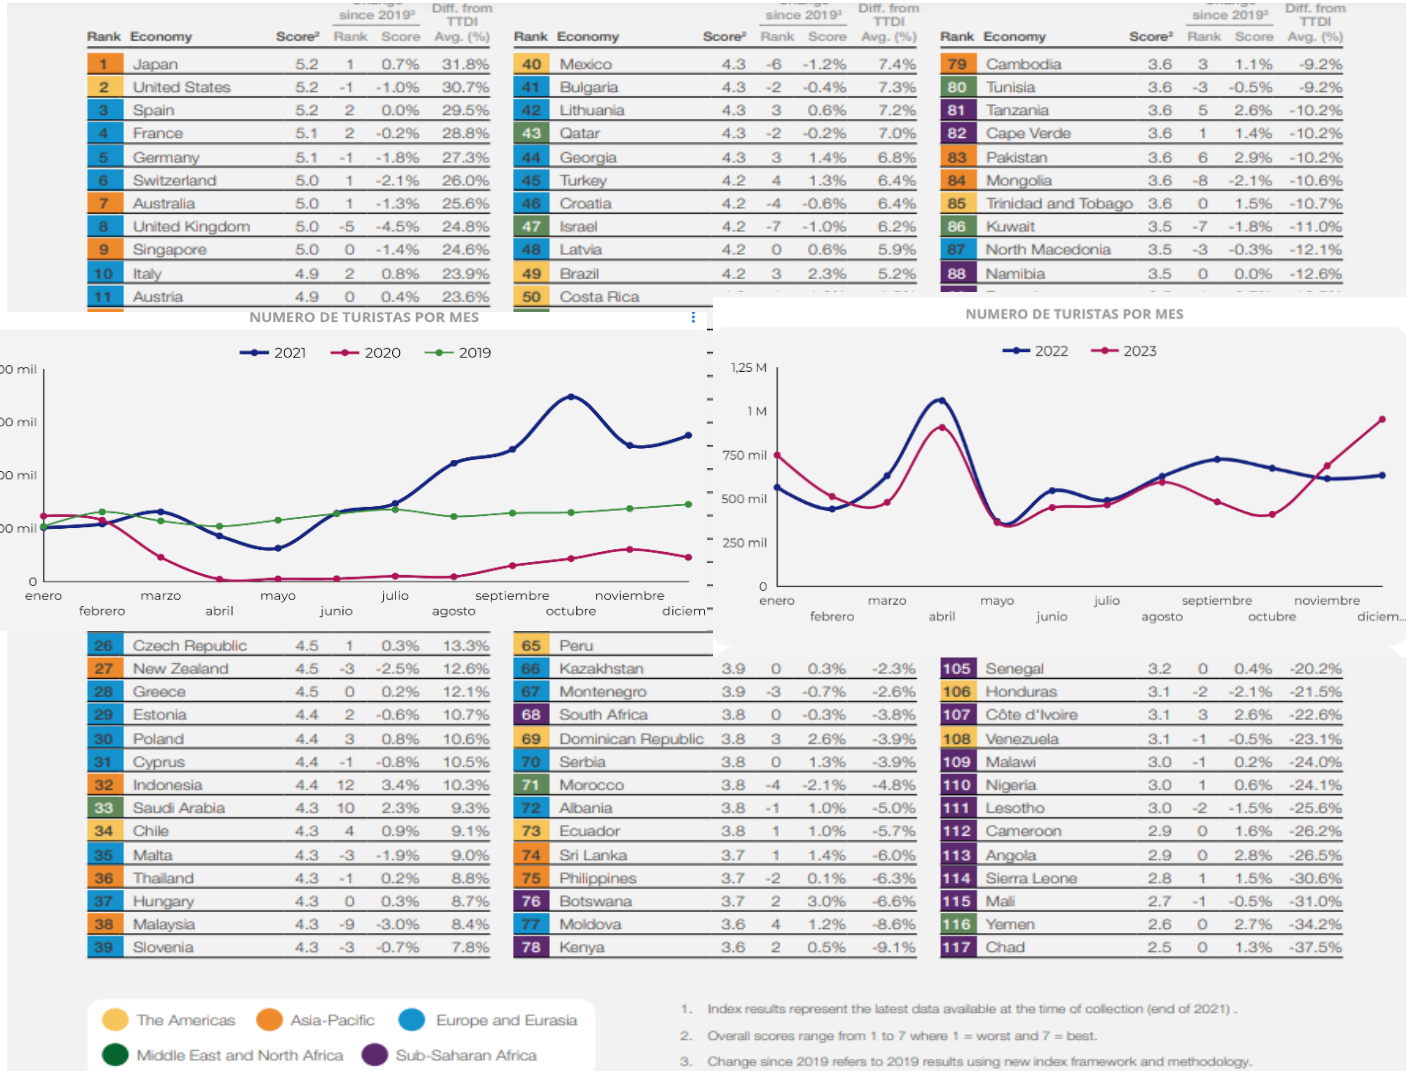 since 2019³ Diff. from TTDI
Rank Economy Score² Rank Score Avg. (%)
1 Japan 5.2 1 0.7% 31.8%
2 United States 5.2 -1 -1.0% 30.7%
3 Spain 5.2 2 0.0% 29.5%
4 France 5.1 2 -0.2% 28.8%
5 Germany 5.1 -1 -1.8% 27.3%
6 Switzerland 5.0 1 -2.1% 26.0%
7 Australia 5.0 1 -1.3% 25.6%
8 United Kingdom 5.0 -5 -4.5% 24.8%
9 Singapore 5.0 0 -1.4% 24.6%
10 Italy 4.9 2 0.8% 23.9%
11 Austria 4.9 0 0.4% 23.6%
since 2019³ Diff. from TTDI
Rank Economy Score² Rank Score Avg. (%)
40 Mexico 4.3 -6 -1.2% 7.4%
41 Bulgaria 4.3 -2 -0.4% 7.3%
42 Lithuania 4.3 3 0.6% 7.2%
43 Qatar 4.3 -2 -0.2% 7.0%
44 Georgia 4.3 3 1.4% 6.8%
45 Turkey 4.2 4 1.3% 6.4%
46 Croatia 4.2 -4 -0.6% 6.4%
47 Israel 4.2 -7 -1.0% 6.2%
48 Latvia 4.2 0 0.6% 5.9%
49 Brazil 4.2 3 2.3% 5.2%
50 Costa Rica
since 2019³ Diff. from TTDI
Rank Economy Score² Rank Score Avg. (%)
79 Cambodia 3.6 3 1.1% -9.2%
80 Tunisia 3.6 -3 -0.5% -9.2%
81 Tanzania 3.6 5 2.6% -10.2%
82 Cape Verde 3.6 1 1.4% -10.2%
83 Pakistan 3.6 6 2.9% -10.2%
84 Mongolia 3.6 -8 -2.1% -10.6%
85 Trinidad and Tobago 3.6 0 1.5% -10.7%
86 Kuwait 3.5 -7 -1.8% -11.0%
87 North Macedonia 3.5 -3 -0.3% -12.1%
88 Namibia 3.5 0 0.0% -12.6%
NUMERO DE TURISTAS POR MES
2021 2020 2019
00 mil
00 mil
00 mil
00 mil
0
enero febrero marzo abril mayo junio julio agosto septiembre octubre noviembre diciem
NUMERO DE TURISTAS POR MES
2022 2023
1,25 M
1 M
750 mil
500 mil
250 mil
0
enero febrero marzo abril mayo junio julio agosto septiembre octubre noviembre diciem...
26 Czech Republic 4.5 1 0.3% 13.3%
27 New Zealand 4.5 -3 -2.5% 12.6%
28 Greece 4.5 0 0.2% 12.1%
29 Estonia 4.4 2 -0.6% 10.7%
30 Poland 4.4 3 0.8% 10.6%
31 Cyprus 4.4 -1 -0.8% 10.5%
32 Indonesia 4.4 12 3.4% 10.3%
33 Saudi Arabia 4.3 10 2.3% 9.3%
34 Chile 4.3 4 0.9% 9.1%
35 Malta 4.3 -3 -1.9% 9.0%
36 Thailand 4.3 -1 0.2% 8.8%
37 Hungary 4.3 0 0.3% 8.7%
38 Malaysia 4.3 -9 -3.0% 8.4%
39 Slovenia 4.3 -3 -0.7% 7.8%
65 Peru
66 Kazakhstan 3.9 0 0.3% -2.3%
67 Montenegro 3.9 -3 -0.7% -2.6%
68 South Africa 3.8 0 -0.3% -3.8%
69 Dominican Republic 3.8 3 2.6% -3.9%
70 Serbia 3.8 0 1.3% -3.9%
71 Morocco 3.8 -4 -2.1% -4.8%
72 Albania 3.8 -1 1.0% -5.0%
73 Ecuador 3.8 1 1.0% -5.7%
74 Sri Lanka 3.7 1 1.4% -6.0%
75 Philippines 3.7 -2 0.1% -6.3%
76 Botswana 3.7 2 3.0% -6.6%
77 Moldova 3.6 4 1.2% -8.6%
78 Kenya 3.6 2 0.5% -9.1%
105 Senegal 3.2 0 0.4% -20.2%
106 Honduras 3.1 -2 -2.1% -21.5%
107 Côte d'Ivoire 3.1 3 2.6% -22.6%
108 Venezuela 3.1 -1 -0.5% -23.1%
109 Malawi 3.0 -1 0.2% -24.0%
110 Nigeria 3.0 1 0.6% -24.1%
111 Lesotho 3.0 -2 -1.5% -25.6%
112 Cameroon 2.9 0 1.6% -26.2%
113 Angola 2.9 0 2.8% -26.5%
114 Sierra Leone 2.8 1 1.5% -30.6%
115 Mali 2.7 -1 -0.5% -31.0%
116 Yemen 2.6 0 2.7% -34.2%
117 Chad 2.5 0 1.3% -37.5%
The Americas Asia-Pacific Europe and Eurasia
Middle East and North Africa Sub-Saharan Africa
1. Index results represent the latest data available at the time of collection (end of 2021) .
2. Overall scores range from 1 to 7 where 1 = worst and 7 = best.
3. Change since 2019 refers to 2019 results using new index framework and methodology.